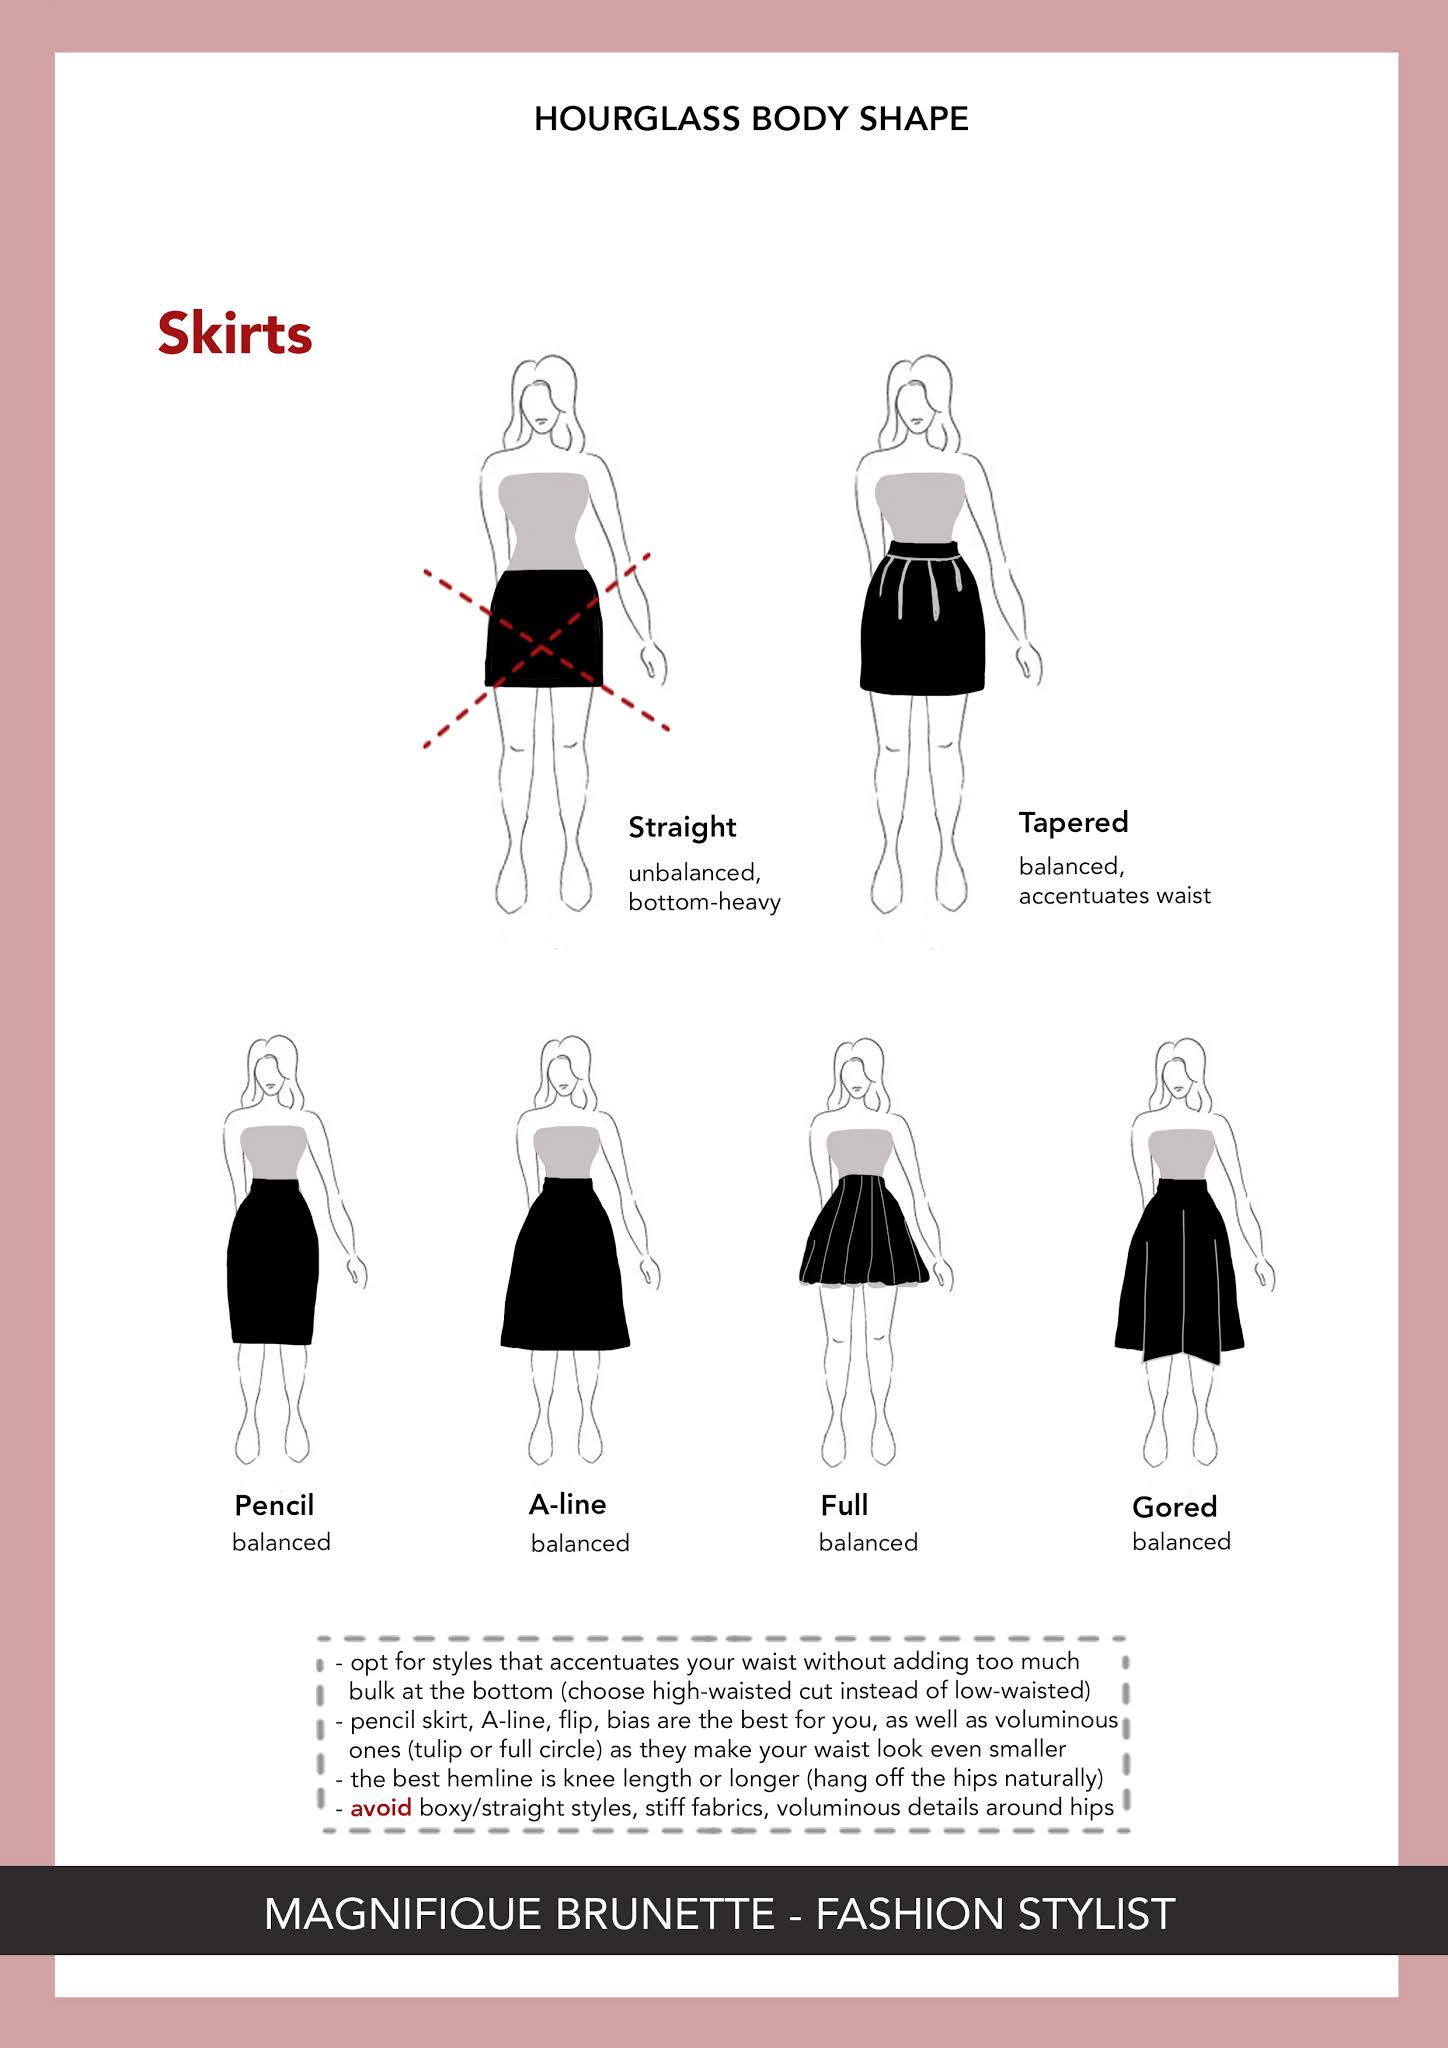 HOURGLASS BODY SHAPE
Skirts
Straight
unbalanced,
bottom-heavy
Tapered
balanced,
accentuates waist
Pencil
balanced
A-line
balanced
Full
balanced
Gored
balanced
- opt for styles that accentuates your waist without adding too much
bulk at the bottom (choose high-waisted cut instead of low-waisted)
- pencil skirt, A-line, flip, bias are the best for you, as well as voluminous
ones (tulip or full circle) as they make your waist look even smaller
- the best hemline is knee length or longer (hang off the hips naturally)
- avoid boxy/straight styles, stiff fabrics, voluminous details around hips
MAGNIFIQUE BRUNETTE - FASHION STYLIST